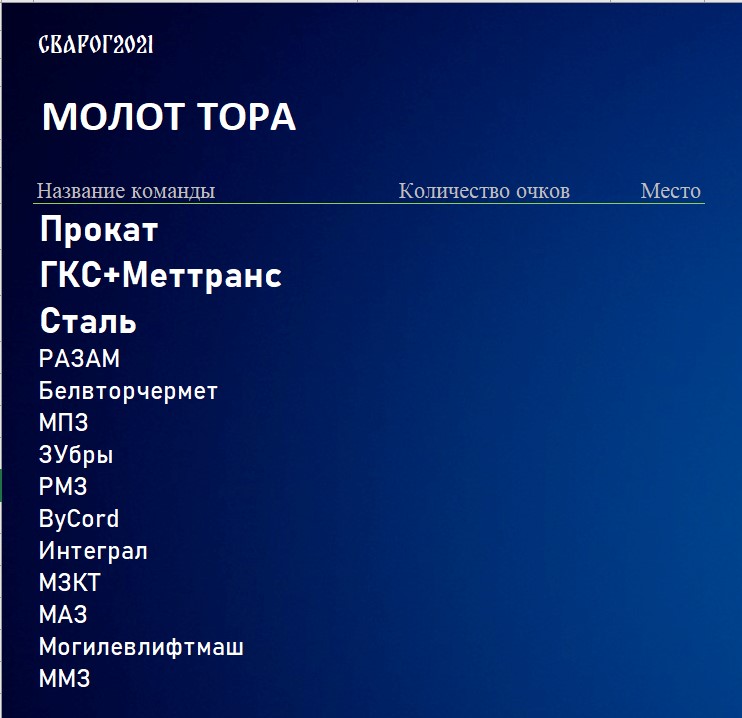 СВАРОГ2021
МОЛОТ ТОРА
Название команды Количество очков Место
Прокат
ГКС+Меттранс
Сталь
РАЗАМ
Белвторчермет
МПЗ
ЗУбры
РМЗ
ByCord
Интеграл
МЗКТ
МАЗ
Могилевлифтмаш
ММЗ